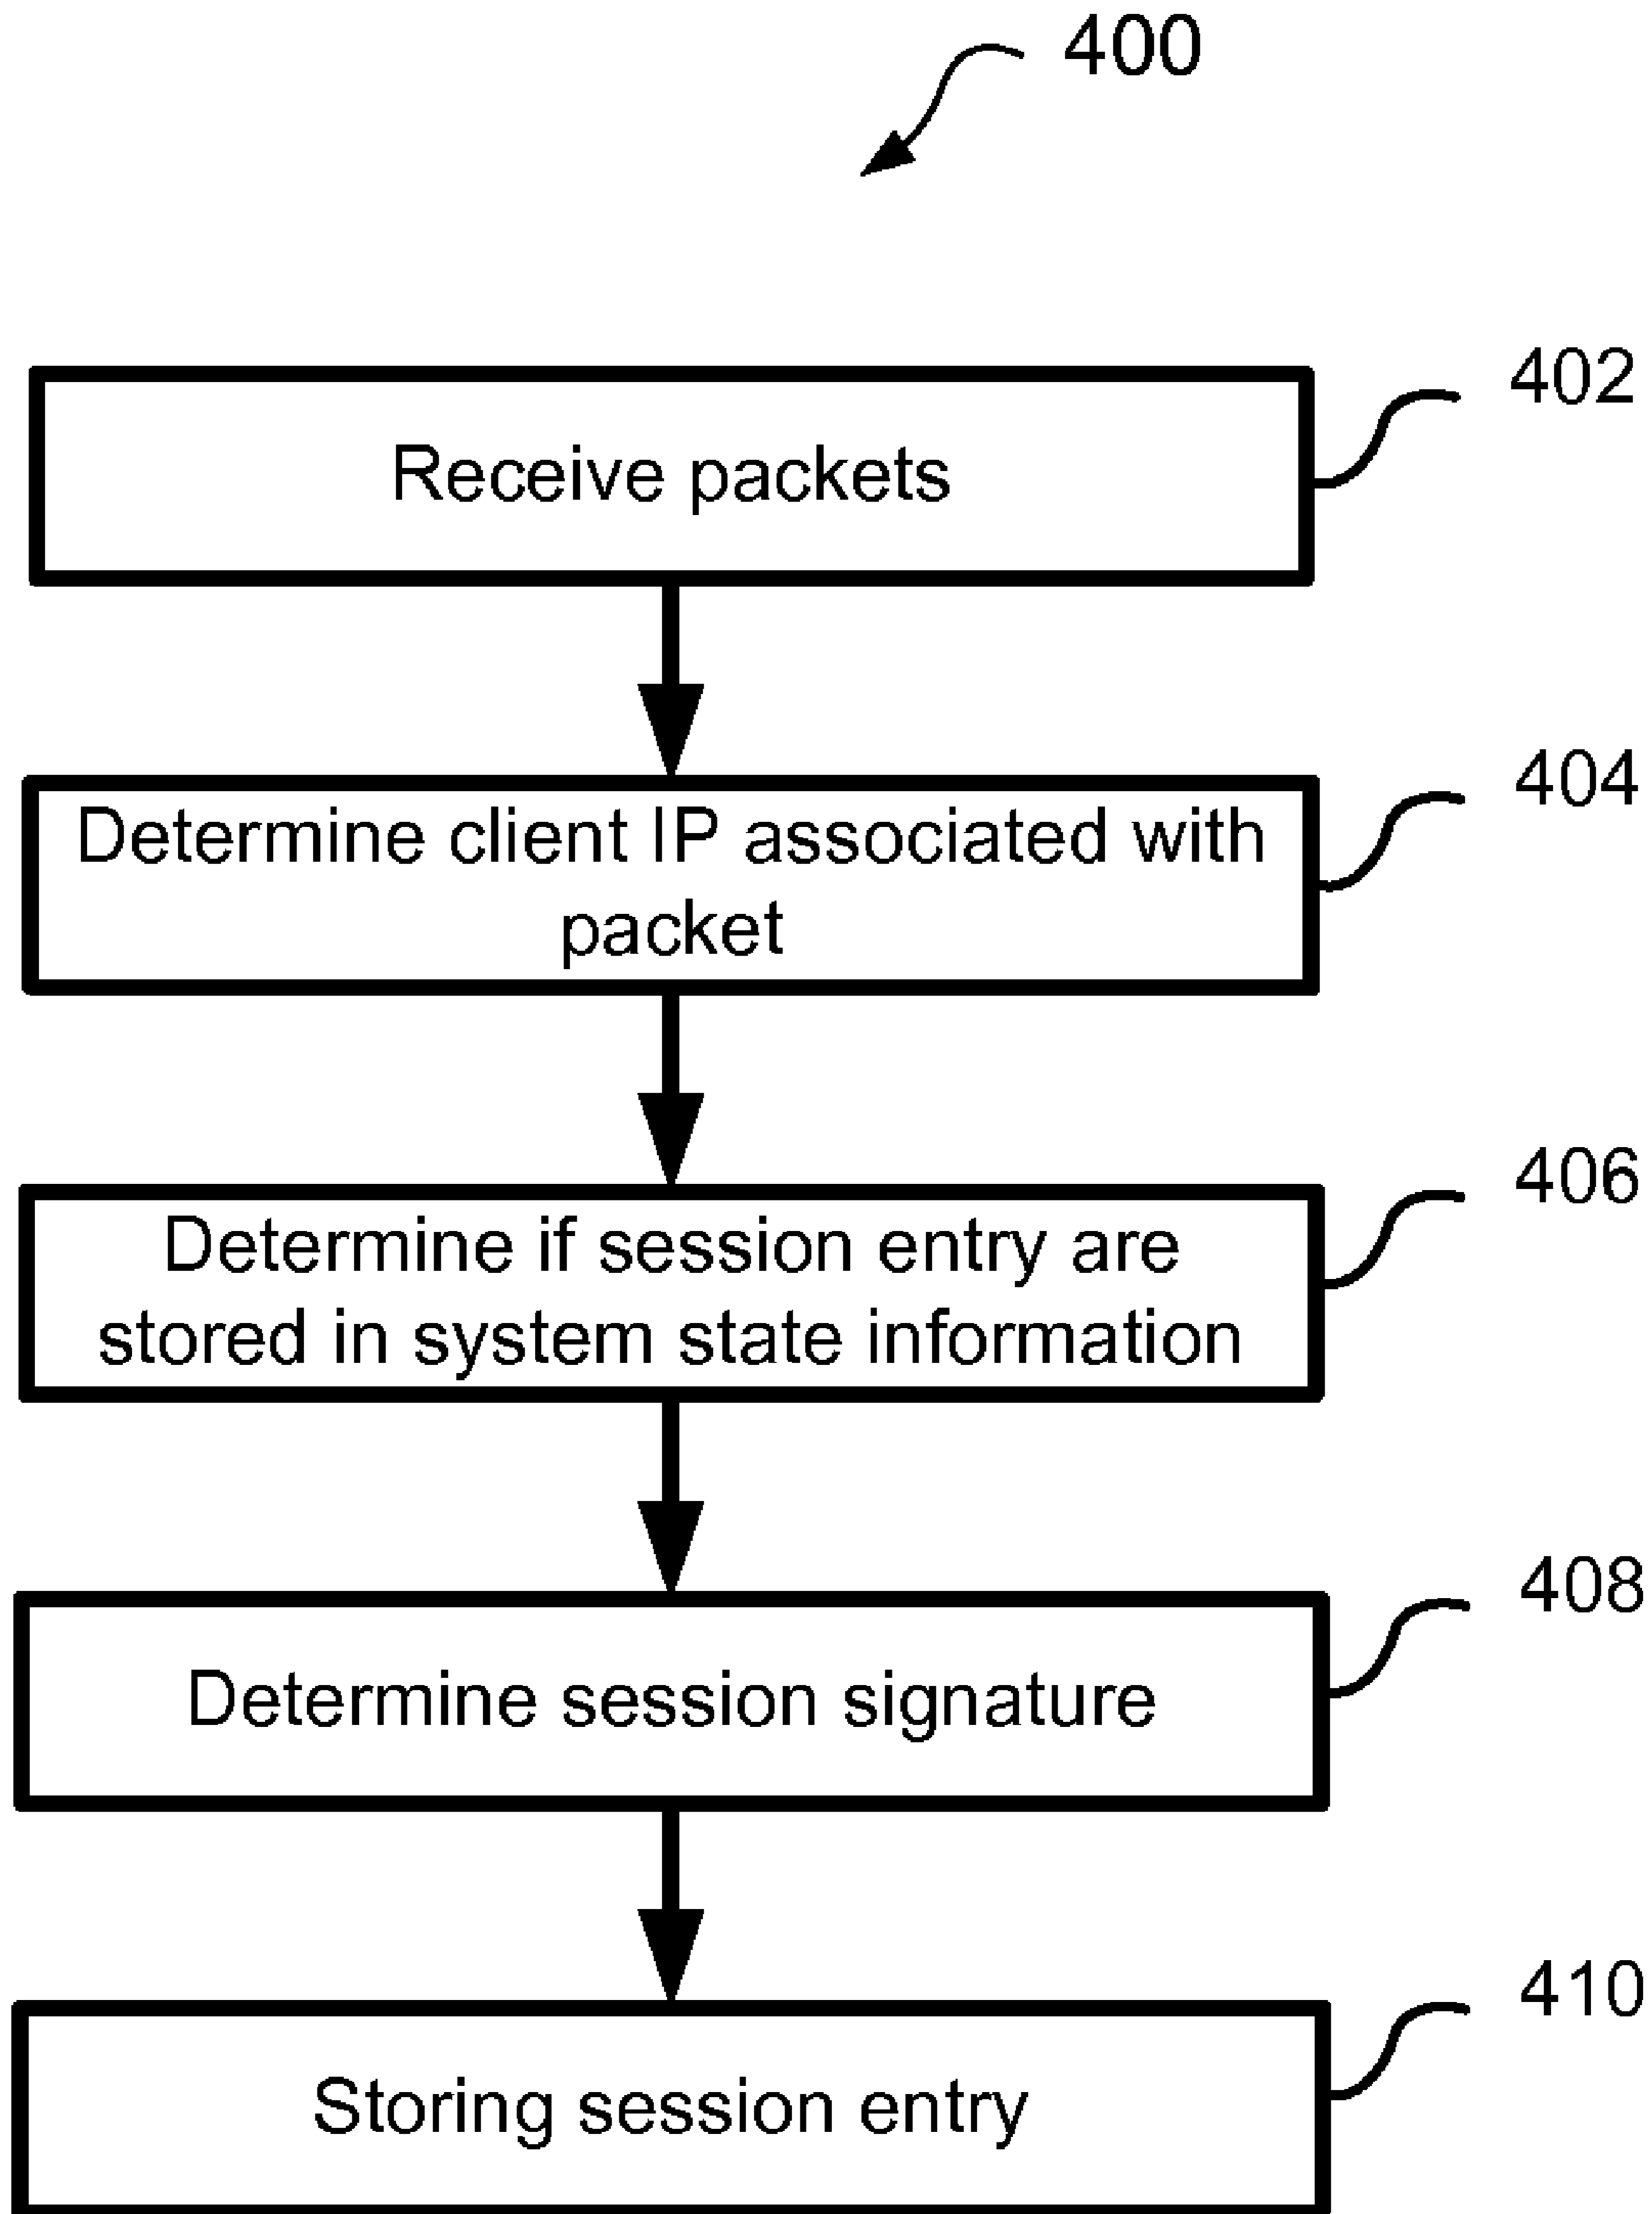 400
402
Receive packets
404
Determine client IP associated with
packet
406
Determine if session entry are
stored in system state information
408
Determine session signature
410
Storing session entry